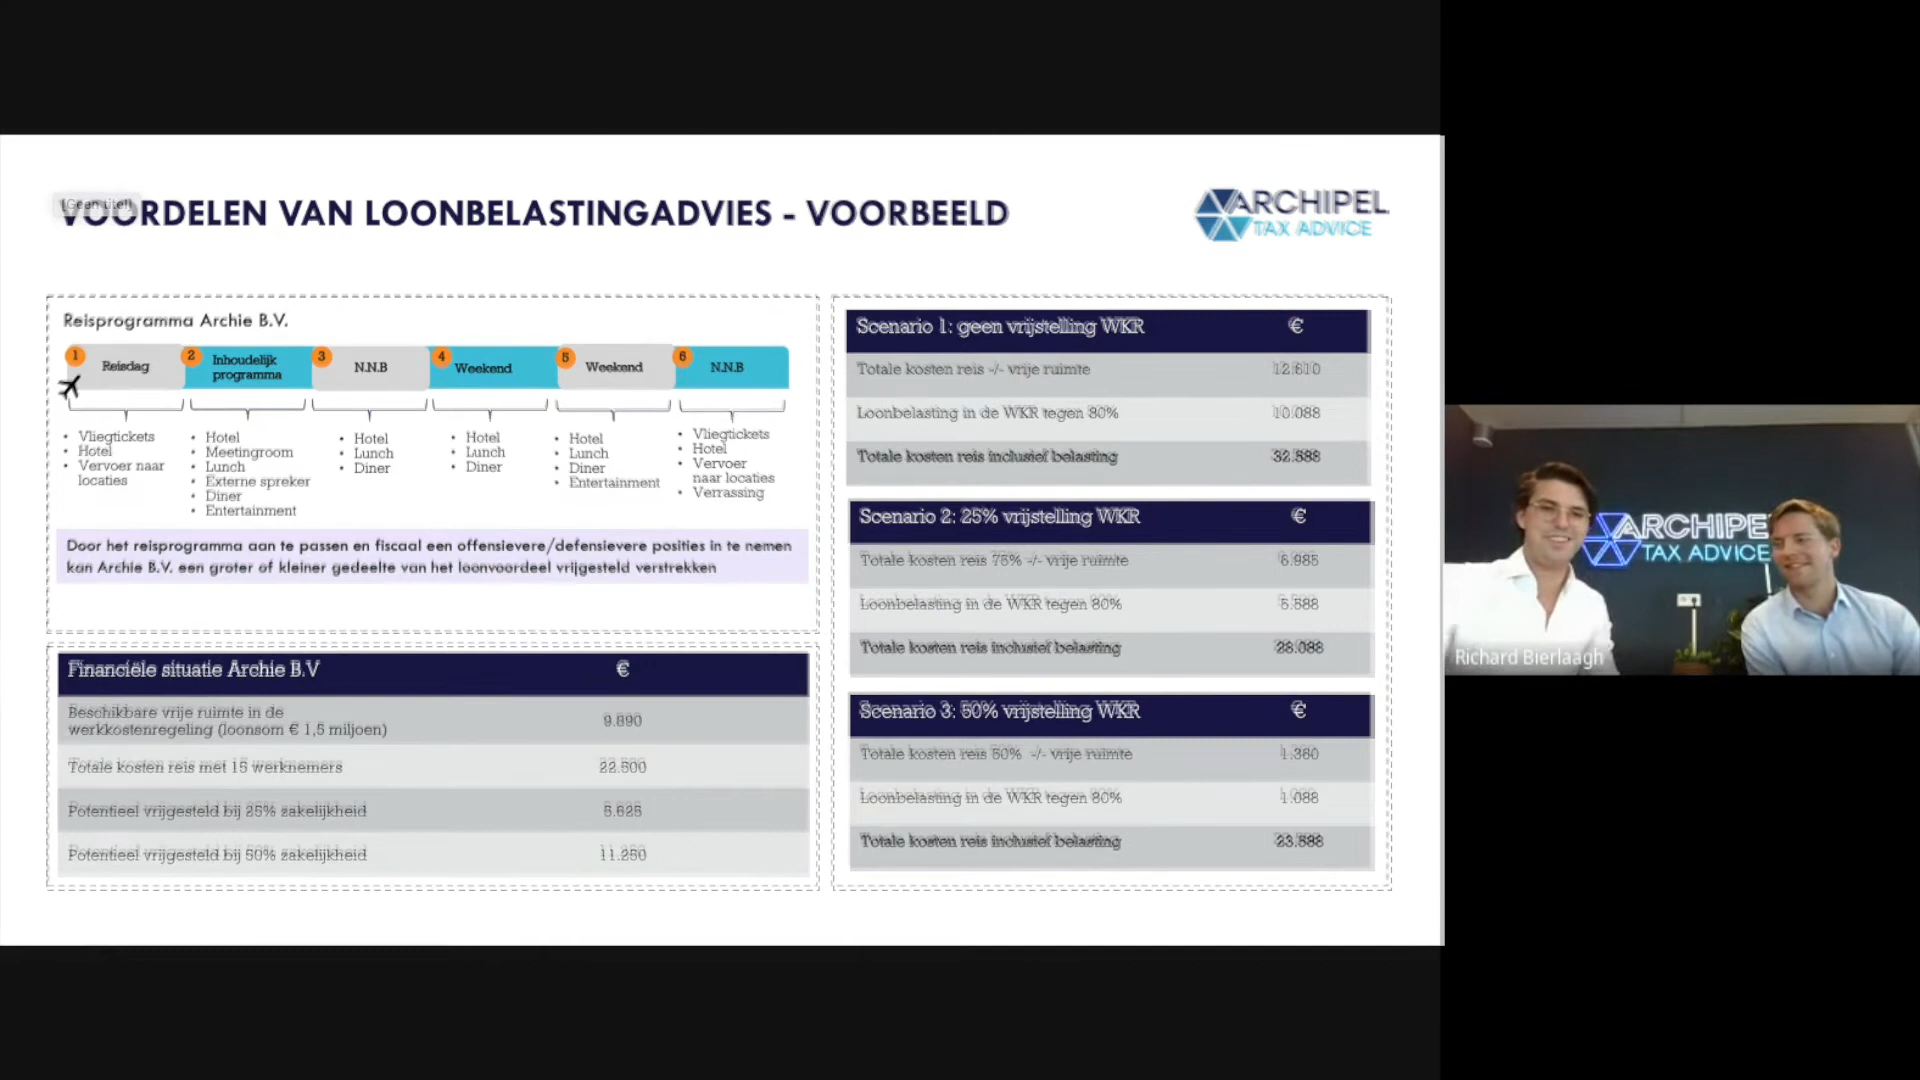 (Geen titel)
VOORDELEN VAN LOONBELASTINGADVIES - VOORBEELD
ARCHIPEL
TAX ADVICE
Reisprogramma Archie B.V.
1 Reisdag
2 Inhoudelijk
programma
3 N.N.B
4 Weekend
5 Weekend
6 N.N.B
• Vliegtickets
• Hotel
• Vervoer naar
locaties
• Hotel
• Meetingroom
• Lunch
• Externe spreker
• Diner
• Entertainment
• Hotel
• Lunch
• Diner
• Hotel
• Lunch
• Diner
• Hotel
• Lunch
• Diner
• Entertainment
• Vliegtickets
• Hotel
• Vervoer
naar locaties
• Verrassing
Door het reisprogramma aan te passen en fiscaal een offensievere/defensievere posities in te nemen
kan Archie B.V. een groter of kleiner gedeelte van het loonvoordeel vrijgesteld verstrekken
Financiële situatie Archie B.V €
Beschikbare vrije ruimte in de
werkkostenregeling (loonsom € 1,5 miljoen) 9.890
Totale kosten reis met 15 werknemers 22.500
Potentieel vrijgesteld bij 25% zakelijkheid 5.625
Potentieel vrijgesteld bij 50% zakelijkheid 11.250
Scenario 1: geen vrijstelling WKR €
Totale kosten reis -/- vrije ruimte 12.610
Loonbelasting in de WKR tegen 80% 10.088
Totale kosten reis inclusief belasting 32.588
Scenario 2: 25% vrijstelling WKR €
Totale kosten reis 75% -/- vrije ruimte 6.985
Loonbelasting in de WKR tegen 80% 5.588
Totale kosten reis inclusief belasting 28.088
Scenario 3: 50% vrijstelling WKR €
Totale kosten reis 50% -/- vrije ruimte 1.360
Loonbelasting in de WKR tegen 80% 1.088
Totale kosten reis inclusief belasting 23.588
ARCHIPE
TAX ADVICE
Richard Bierlaagh